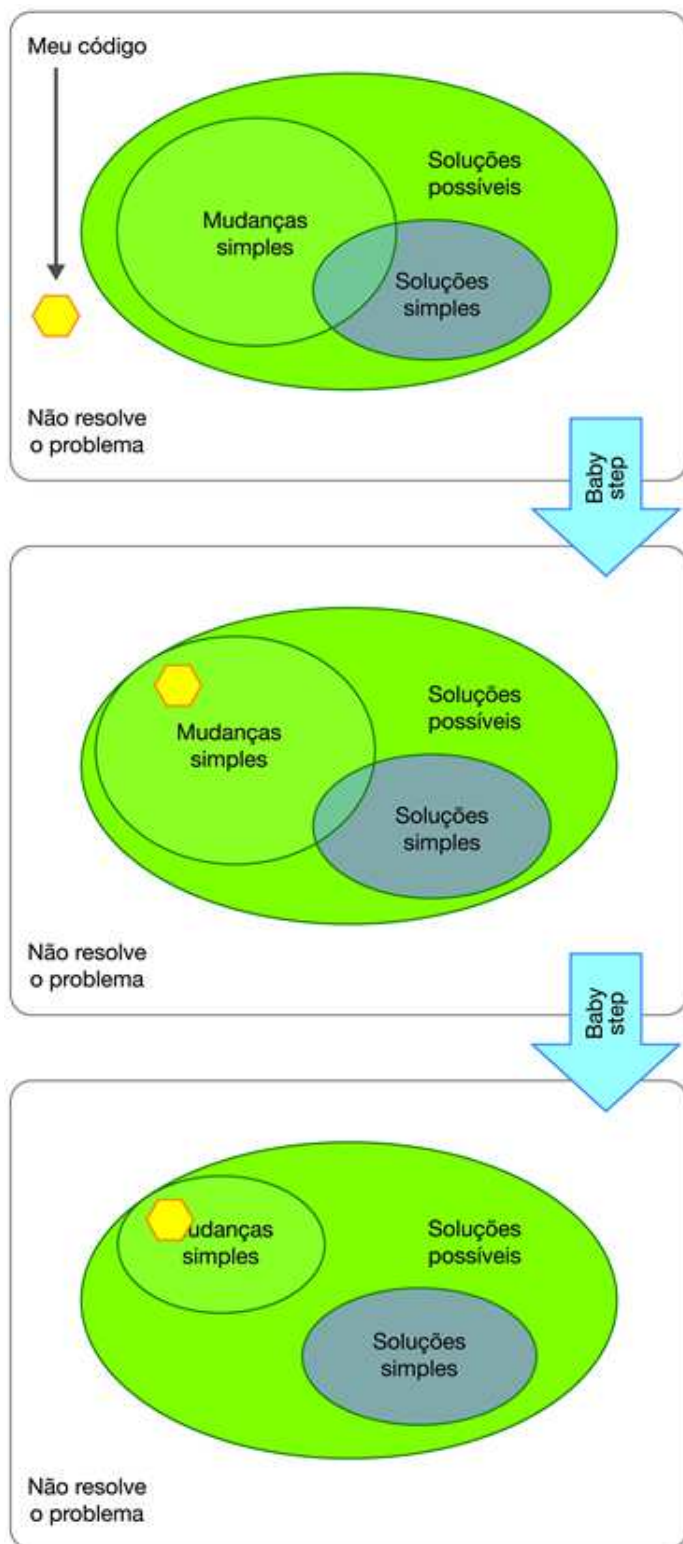 Meu código
Soluções
possíveis
Mudanças
simples
Soluções
simples
Não resolve
o problema
Baby
step
Soluções
possíveis
Mudanças
simples
Soluções
simples
Não resolve
o problema
Baby
step
Soluções
possíveis
udanças
simples
Soluções
simples
Não resolve
o problema